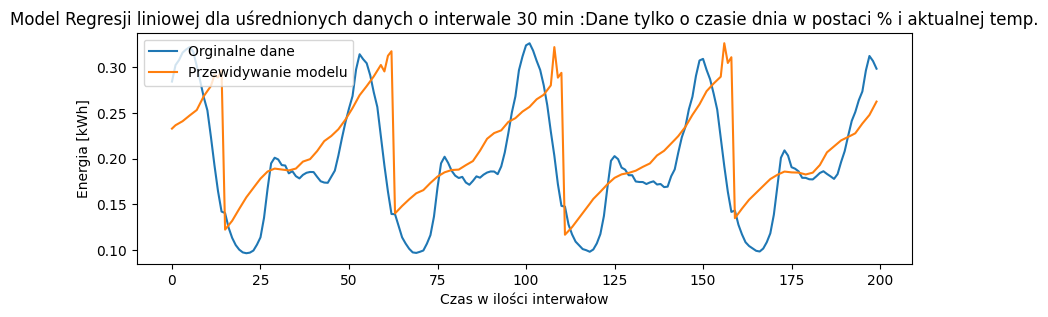 Model Regresji liniowej dla uśrednionych danych o interwale 30 min :Dane tylko o czasie dnia w postaci % i aktualnej temp.
Orginalne dane
Przewidywanie modelu
Energia [kWh]
0.30
0.25
0.20
0.15
0.10
0 25 50 75 100 125 150 175 200
Czas w ilości interwałow